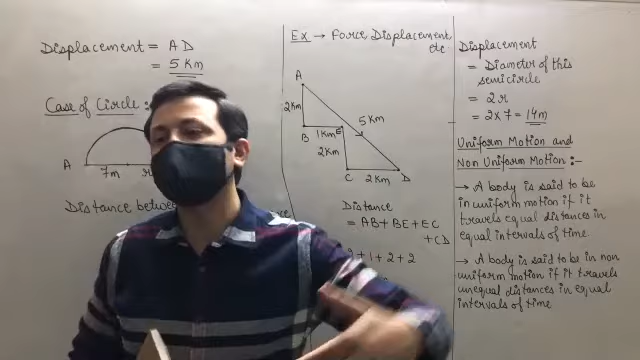 Displacement = AD
= 5 Km
Case of Circle :
A
7m
Distance betwe
Ex → Force, Displacement
etc
A
2Km
B
1Km
E
5 Km
2Km
C
2Km
D
Distance
= AB + BE + EC
+ CD
2 + 1 + 2 + 2
Displacement
= Diameter of this
semicircle
= 2r
= 2 x 7 = 14m
Uniform Motion and
Non Uniform Motion :-
→ A body is said to be
in uniform motion if it
travels equal distances in
equal intervals of time.
→ A body is said to be in non
uniform motion if it travels
unequal distances in equal
intervals of time